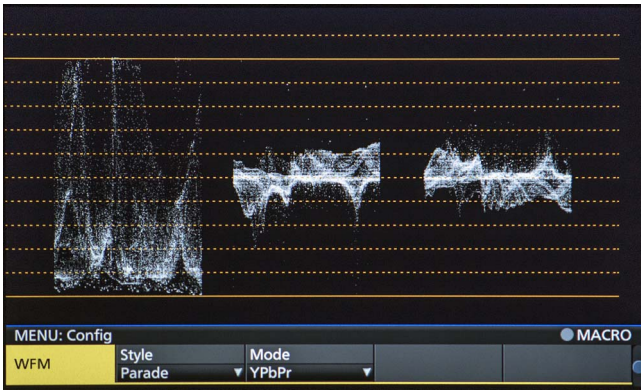 MENU: Config
MACRO
WFM
Style
Mode
Parade
YPbPr